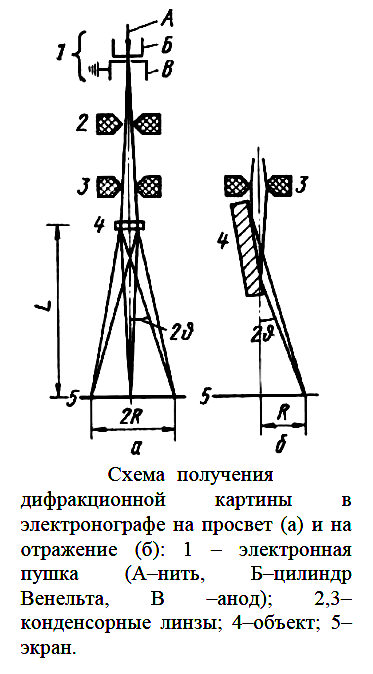 А
1
Б
В
2
3
3
4
4
L
2ϑ
2ϑ
5
5
2R
R
а
б
Схема получения
дифракционной картины в
электронографе на просвет (а) и на
отражение (б): 1 – электронная
пушка (А–нить, Б–цилиндр
Венельта, В –анод); 2,3–
конденсорные линзы; 4–объект; 5–
экран.